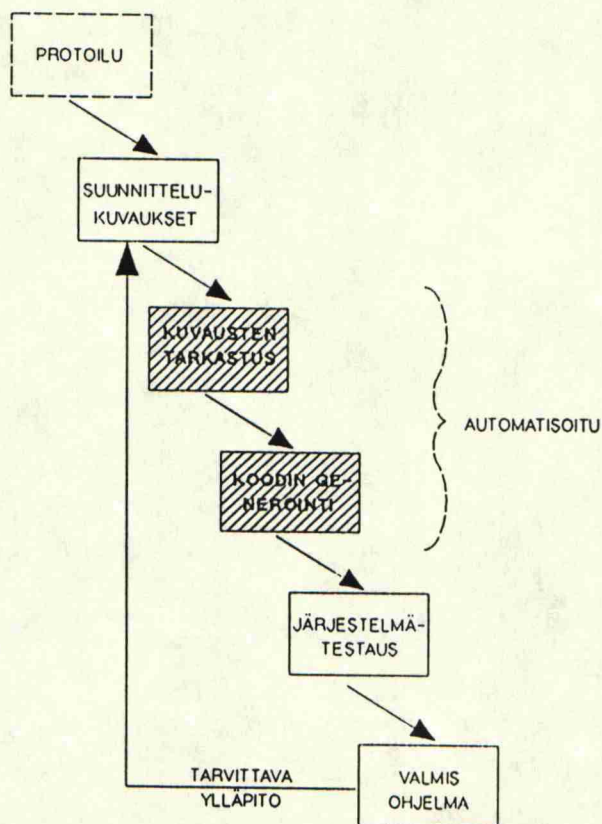 PROTOILU
SUUNNITTELU-
KUVAUKSET
KUVAUSTEN
TARKASTUS
AUTOMATISOITU
KOODIN GE-
NEROINTI
JÄRJESTELMÄ-
TESTAUS
TARVITTAVA
YLLÄPITO
VALMIS
OHJELMA